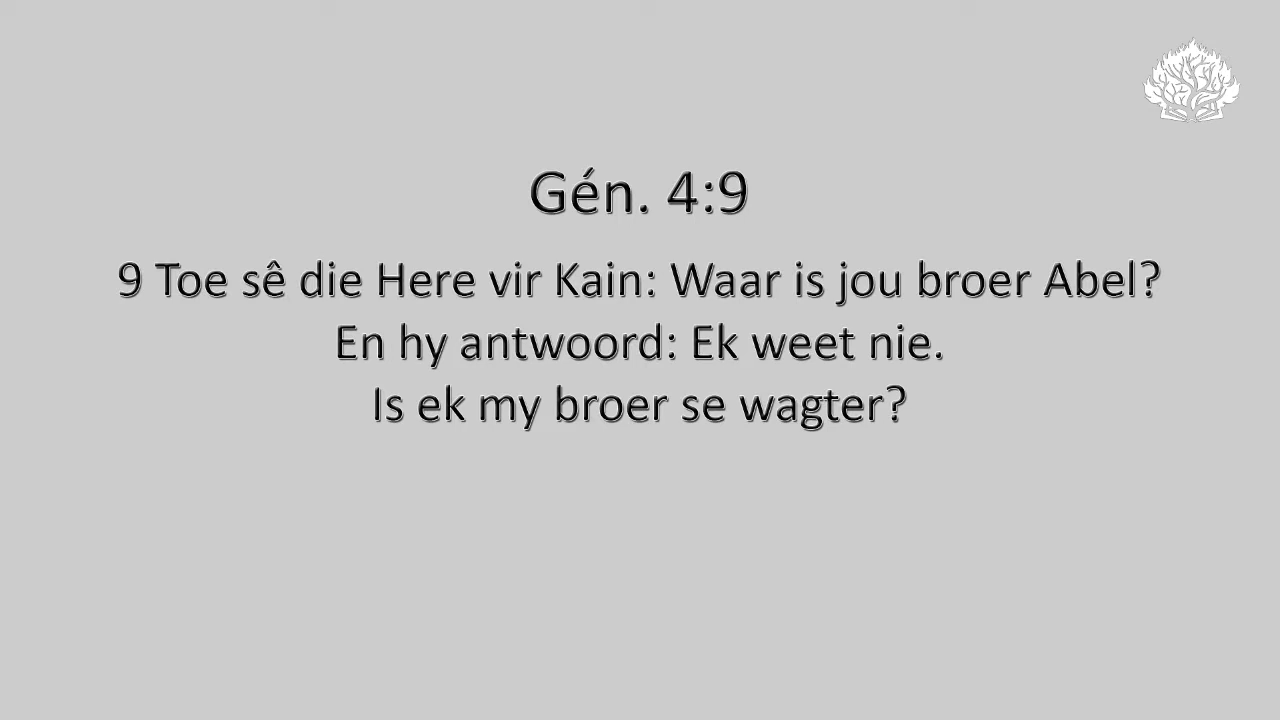 Gén. 4:9
9 Toe sê die Here vir Kain: Waar is jou broer Abel?
En hy antwoord: Ek weet nie.
Is ek my broer se wagter?